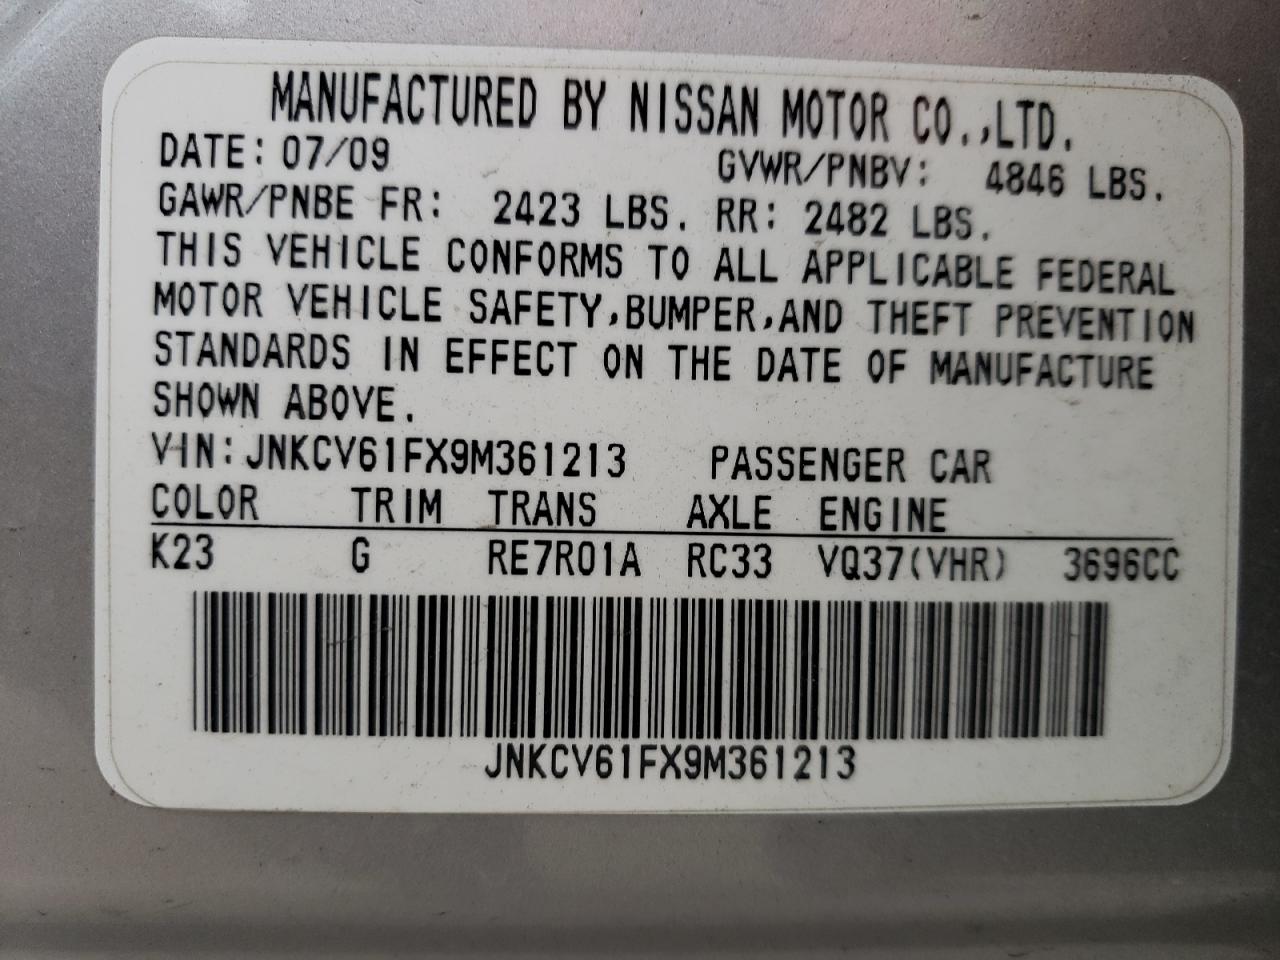 MANUFACTURED BY NISSAN MOTOR CO.,LTD.
DATE: 07/09 GVWR/PNBV: 4846 LBS.
GAWR/PNBE FR: 2423 LBS. RR: 2482 LBS.
THIS VEHICLE CONFORMS TO ALL APPLICABLE FEDERAL
MOTOR VEHICLE SAFETY,BUMPER,AND THEFT PREVENTION
STANDARDS IN EFFECT ON THE DATE OF MANUFACTURE
SHOWN ABOVE.
VIN: JNKCV61FX9M361213 PASSENGER CAR
COLOR TRIM TRANS AXLE ENGINE
K23 G RE7R01A RC33 VQ37(VHR) 3696CC
JNKCV61FX9M361213